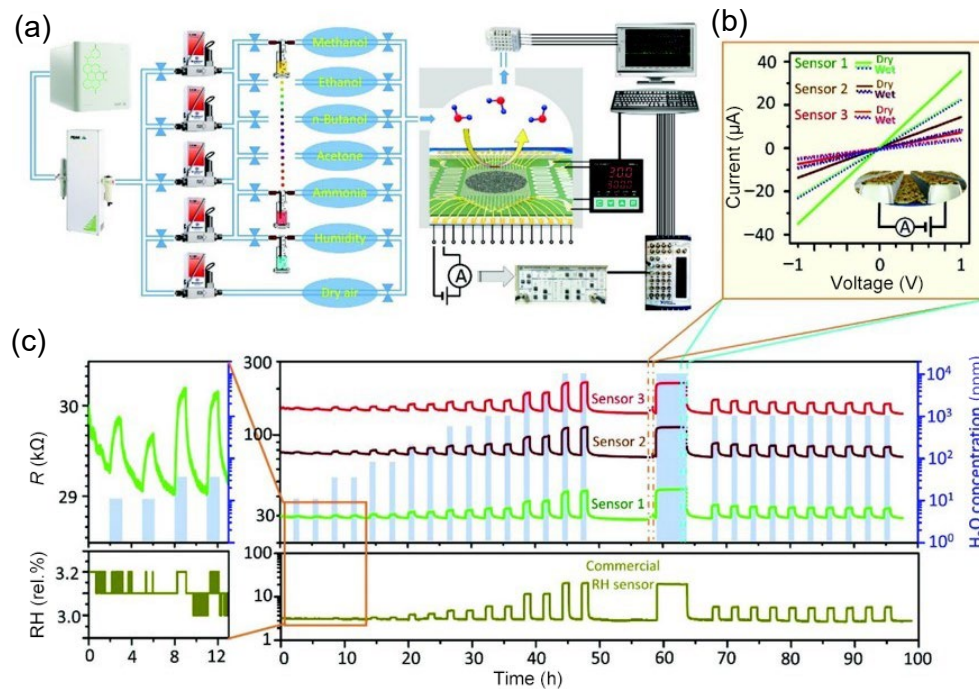 (a)
Methanol
Ethanol
n-Butanol
Acetone
Ammonia
Humidity
Dry air
A
(b)
Sensor 1 Dry Wet
Sensor 2 Dry Wet
Sensor 3 Dry Wet
Current (µA)
40
20
0
−20
−40
A
−1 0 1
Voltage (V)
(c)
R (kΩ)
30
29
300
100
30
Sensor 3
Sensor 2
Sensor 1
10⁴
10³
10²
10¹
10⁰
H₂O concentration (ppm)
RH (rel.%)
3.2
3.0
100
10
1
Commercial
RH sensor
0 4 8 12
0 10 20 30 40 50 60 70 80 90 100
Time (h)